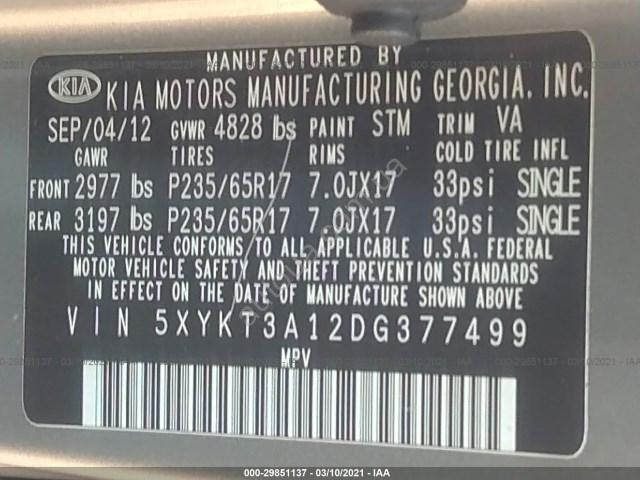 MANUFACTURED BY
KIA KIA MOTORS MANUFACTURING GEORGIA, INC.
SEP/04/12 GVWR 4828 lbs PAINT STM TRIM VA
GAWR TIRES RIMS COLD TIRE INFL
FRONT 2977 lbs P235/65R17 7.0JX17 33psi SINGLE
REAR 3197 lbs P235/65R17 7.0JX17 33psi SINGLE
THIS VEHICLE CONFORMS TO ALL APPLICABLE U.S.A. FEDERAL
MOTOR VEHICLE SAFETY AND THEFT PREVENTION STANDARDS
IN EFFECT ON THE DATE OF MANUFACTURE SHOWN ABOVE
VIN 5XYKT3A12DG377499
MPV
000-29851137 - 03/10/2021 - IAA